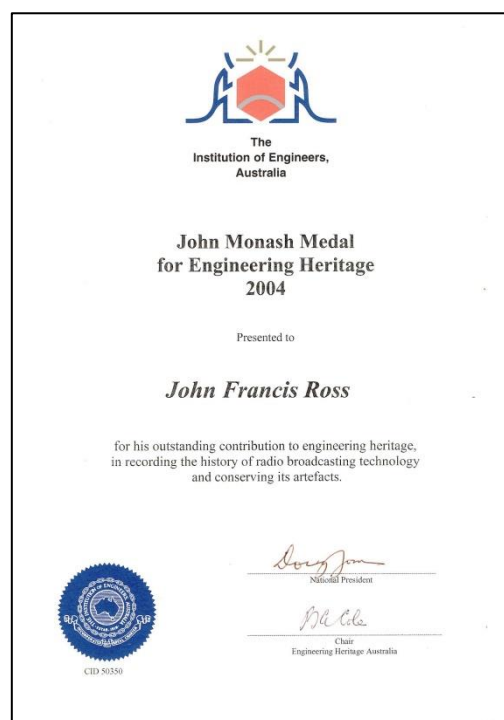 The
Institution of Engineers,
Australia
John Monash Medal
for Engineering Heritage
2004
Presented to
John Francis Ross
for his outstanding contribution to engineering heritage,
in recording the history of radio broadcasting technology
and conserving its artefacts.
National President
Chair
Engineering Heritage Australia
CID 50350